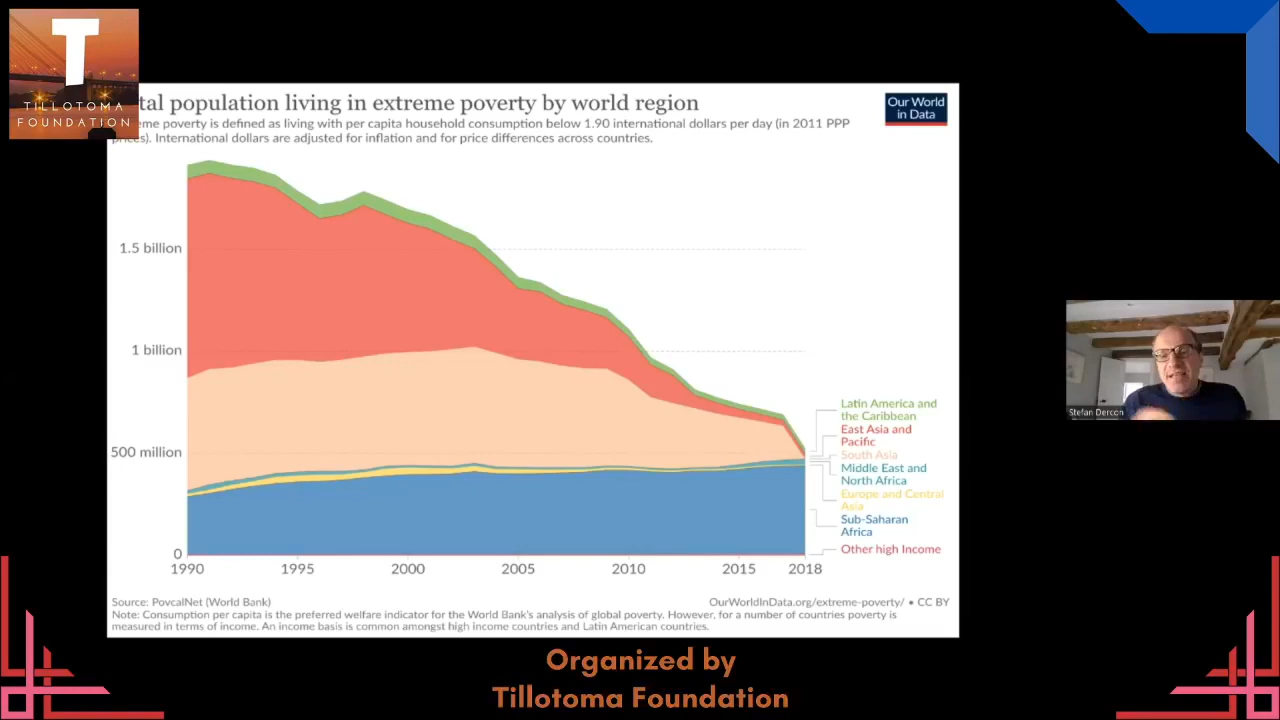 T
TILLOTOMA
FOUNDATION
tal population living in extreme poverty by world region
eme poverty is defined as living with per capita household consumption below 1.90 international dollars per day (in 2011 PPP
prices). International dollars are adjusted for inflation and for price differences across countries.
Our World
in Data
1.5 billion
1 billion
500 million
0
1990
1995
2000
2005
2010
2015
2018
Latin America and
the Caribbean
East Asia and
Pacific
South Asia
Middle East and
North Africa
Europe and Central
Asia
Sub-Saharan
Africa
Other high Income
Source: PovcalNet (World Bank)
OurWorldInData.org/extreme-poverty/ • CC BY
Note: Consumption per capita is the preferred welfare indicator for the World Bank's analysis of global poverty. However, for a number of countries poverty is
measured in terms of income. An income basis is common amongst high income countries and Latin American countries.
Stefan Dercon
Organized by
Tillotoma Foundation